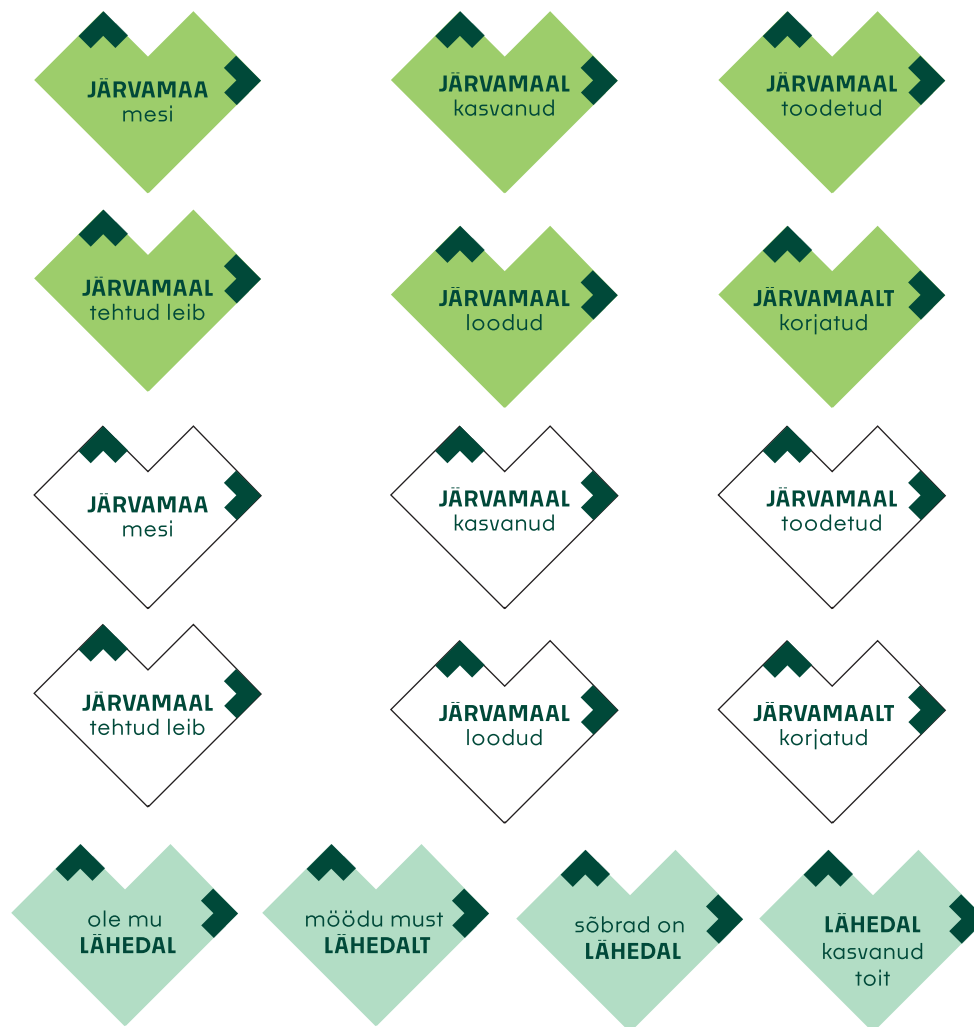 JÄRVAMAA
mesi
JÄRVAMAAL
kasvanud
JÄRVAMAAL
toodetud
JÄRVAMAAL
tehtud leib
JÄRVAMAAL
loodud
JÄRVAMAALT
korjatud
JÄRVAMAA
mesi
JÄRVAMAAL
kasvanud
JÄRVAMAAL
toodetud
JÄRVAMAAL
tehtud leib
JÄRVAMAAL
loodud
JÄRVAMAALT
korjatud
ole mu
LÄHEDAL
möödu must
LÄHEDALT
sõbrad on
LÄHEDAL
LÄHEDAL
kasvanud
toit